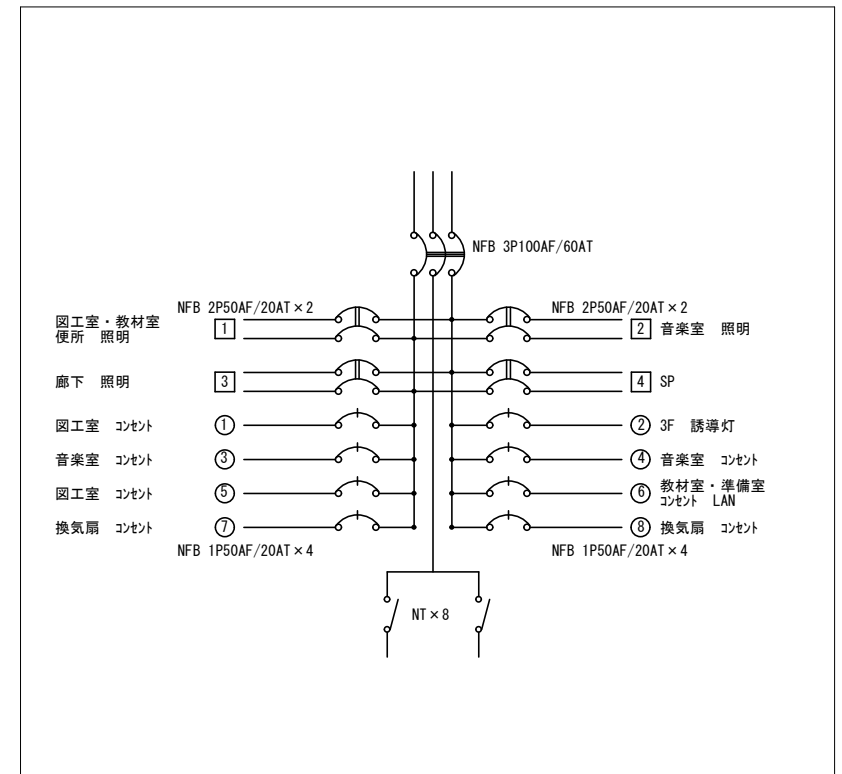 NFB 3P100AF/60AT
NFB 2P50AF/20AT×2
NFB 2P50AF/20AT×2
図工室・教材室
便所 照明
1
2 音楽室 照明
廊下 照明
3
4 SP
図工室 コンセント
1
2 3F 誘導灯
音楽室 コンセント
3
4 音楽室 コンセント
図工室 コンセント
5
6 教材室・準備室
コンセント LAN
換気扇 コンセント
7
8 換気扇 コンセント
NFB 1P50AF/20AT×4
NFB 1P50AF/20AT×4
NT×8